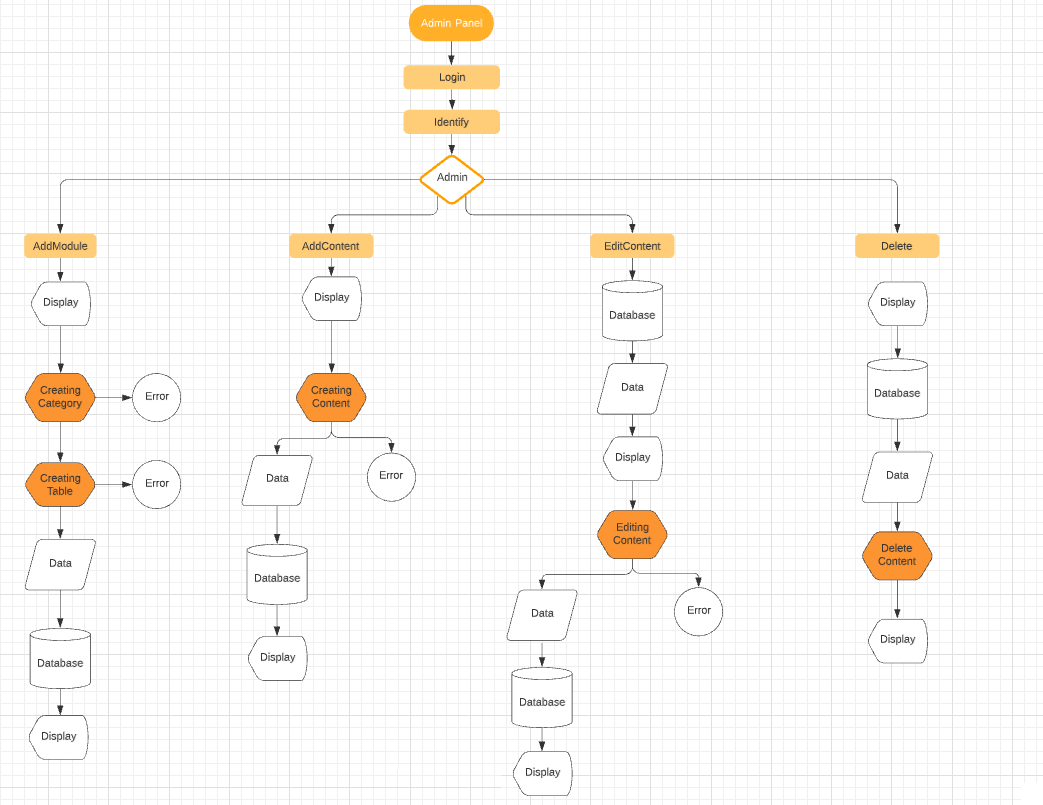 Admin Panel
Login
Identify
Admin
AddModule
AddContent
EditContent
Delete
Display
Creating
Category
Error
Creating
Table
Error
Data
Database
Display
Display
Creating
Content
Data
Error
Database
Display
Database
Data
Display
Editing
Content
Data
Error
Database
Display
Display
Database
Data
Delete
Content
Display